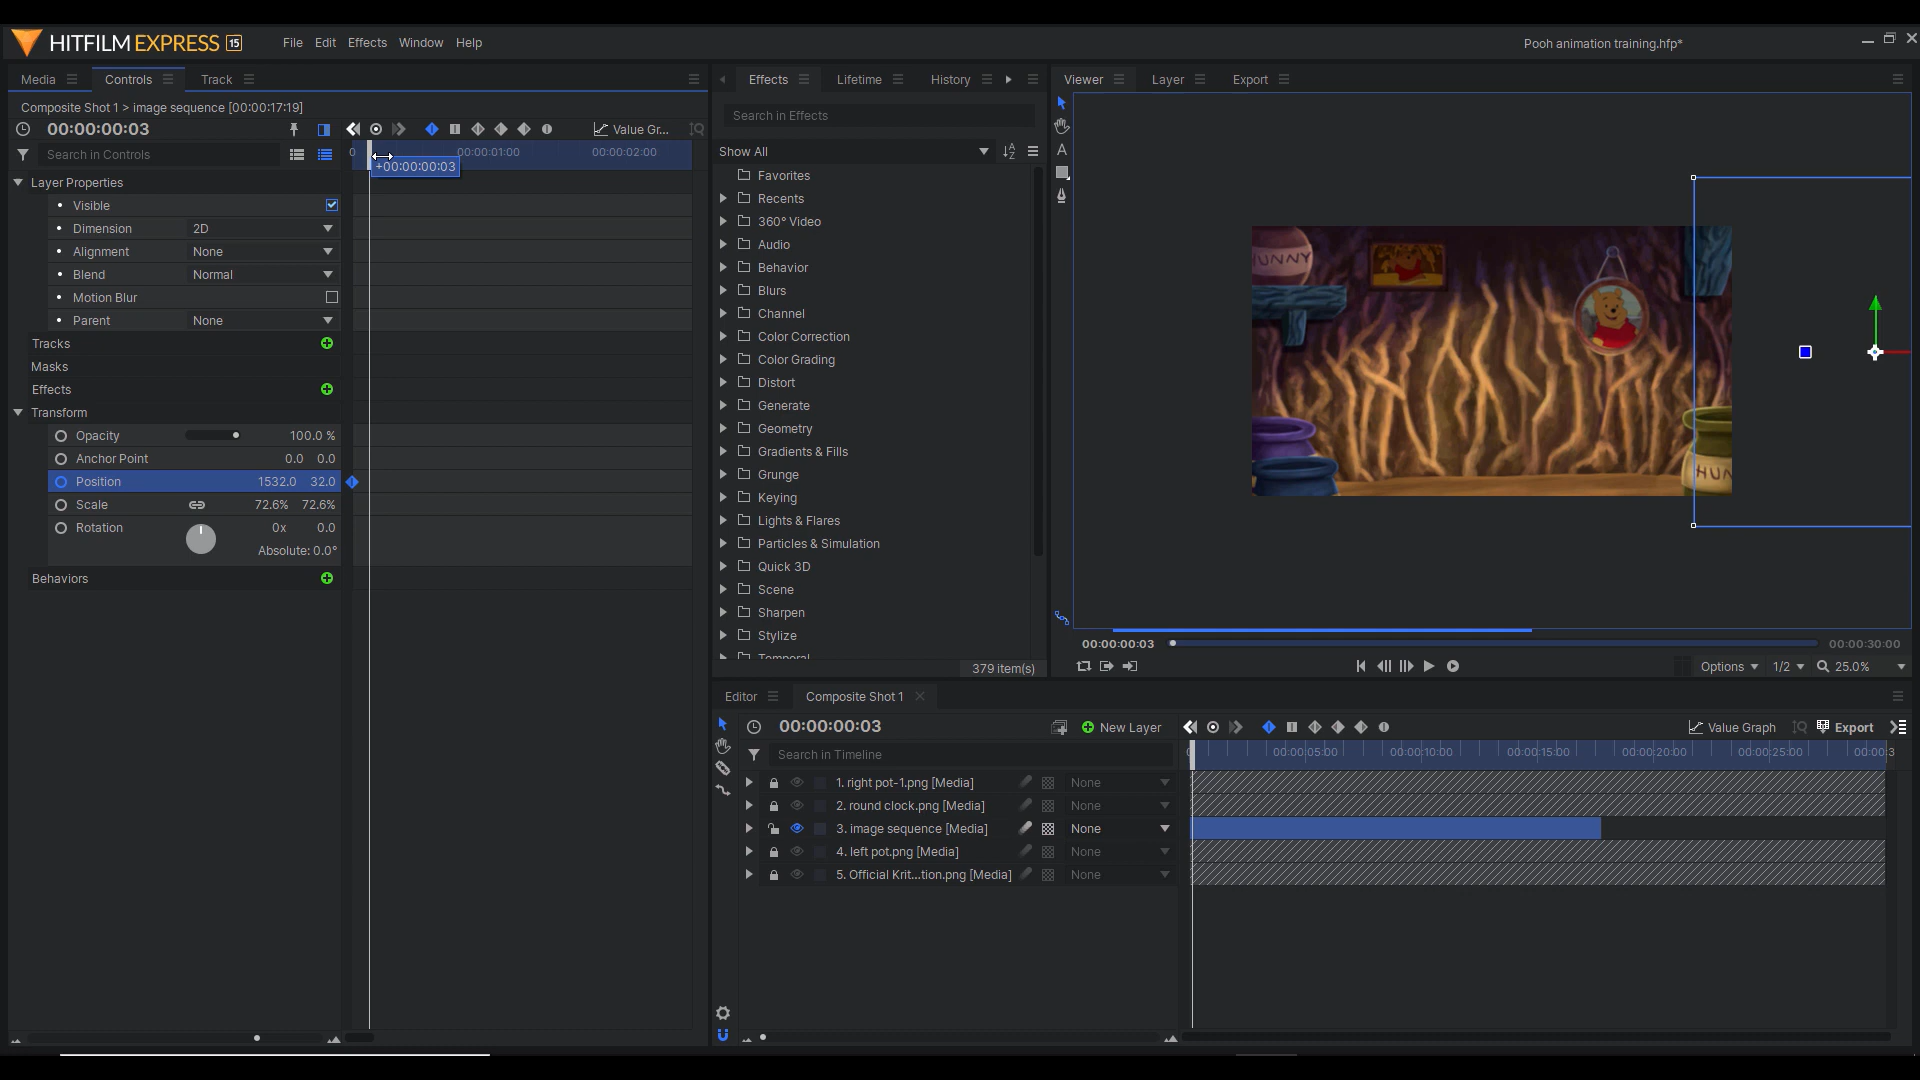 HITFILM EXPRESS 15
File Edit Effects Window Help
Pooh animation training.hfp*
Media Controls Track
Composite Shot 1 > image sequence [00:00:17:19]
00:00:00:03
Value Gr...
Search in Controls
0 00:00:01:00 00:00:02:00
+00:00:00:03
Layer Properties
Visible
Dimension 2D
Alignment None
Blend Normal
Motion Blur
Parent None
Tracks
Masks
Effects
Transform
Opacity 100.0 %
Anchor Point 0.0 0.0
Position 1532.0 32.0
Scale 72.6% 72.6%
Rotation 0x 0.0
Absolute: 0.0°
Behaviors
Effects Lifetime History
Search in Effects
Show All
Favorites
Recents
360° Video
Audio
Behavior
Blurs
Channel
Color Correction
Color Grading
Distort
Generate
Geometry
Gradients & Fills
Grunge
Keying
Lights & Flares
Particles & Simulation
Quick 3D
Scene
Sharpen
Stylize
Temporal
379 item(s)
Viewer Layer Export
HUNNY
HUN
00:00:00:03
00:00:30:00
Options 1/2 25.0%
Editor Composite Shot 1
00:00:00:03
New Layer
Value Graph Export
Search in Timeline
00:00:05:00 00:00:10:00 00:00:15:00 00:00:20:00 00:00:25:00 00:00:3
1. right pot-1.png [Media] None
2. round clock.png [Media] None
3. image sequence [Media] None
4. left pot.png [Media] None
5. Official Krit...tion.png [Media] None